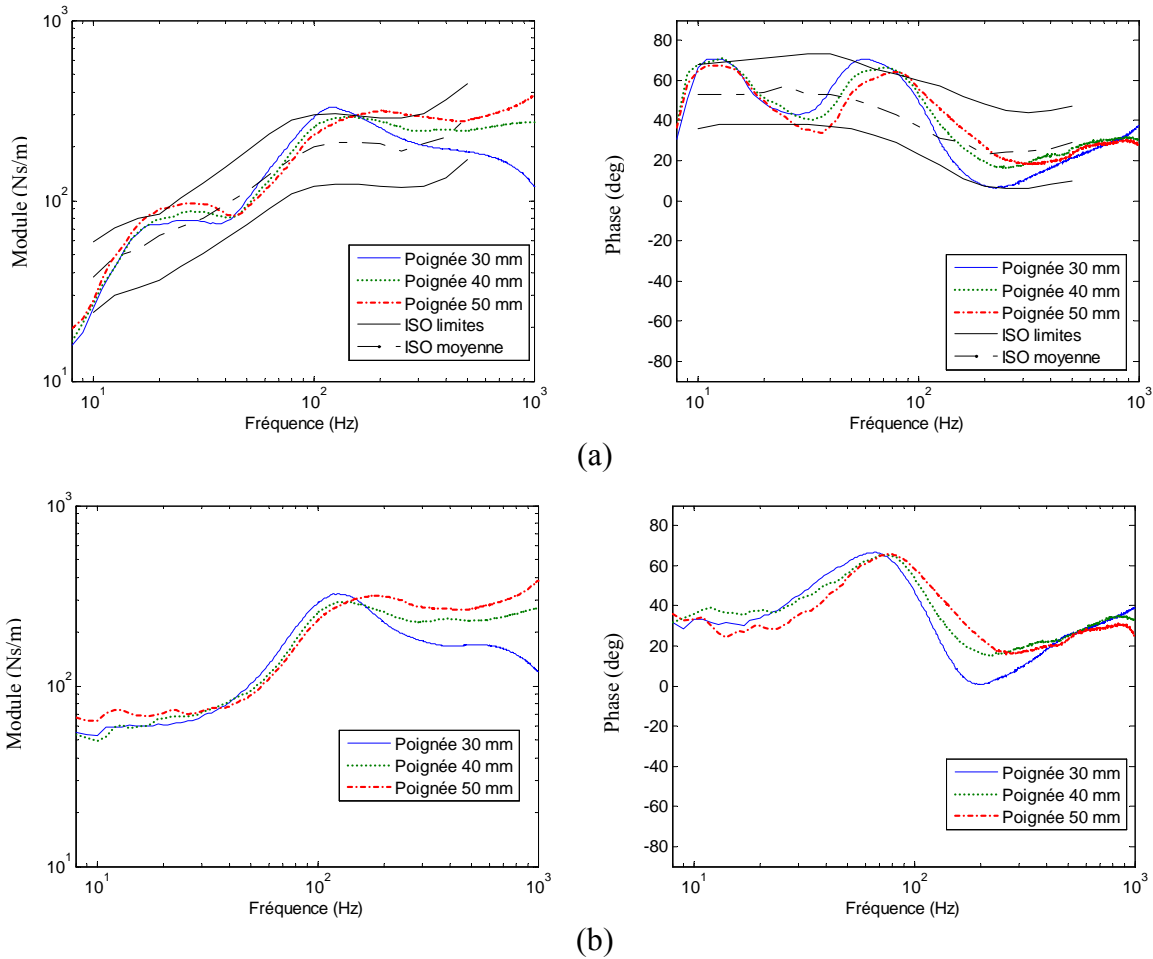 10^3
10^2
10^1
10^1
10^2
10^3
Module (Ns/m)
Fréquence (Hz)
Poignée 30 mm
Poignée 40 mm
Poignée 50 mm
ISO limites
ISO moyenne
80
60
40
20
0
-20
-40
-60
-80
10^1
10^2
10^3
Phase (deg)
Fréquence (Hz)
Poignée 30 mm
Poignée 40 mm
Poignée 50 mm
ISO limites
ISO moyenne
(a)
10^3
10^2
10^1
10^1
10^2
10^3
Module (Ns/m)
Fréquence (Hz)
Poignée 30 mm
Poignée 40 mm
Poignée 50 mm
80
60
40
20
0
-20
-40
-60
-80
10^1
10^2
10^3
Phase (deg)
Fréquence (Hz)
Poignée 30 mm
Poignée 40 mm
Poignée 50 mm
(b)